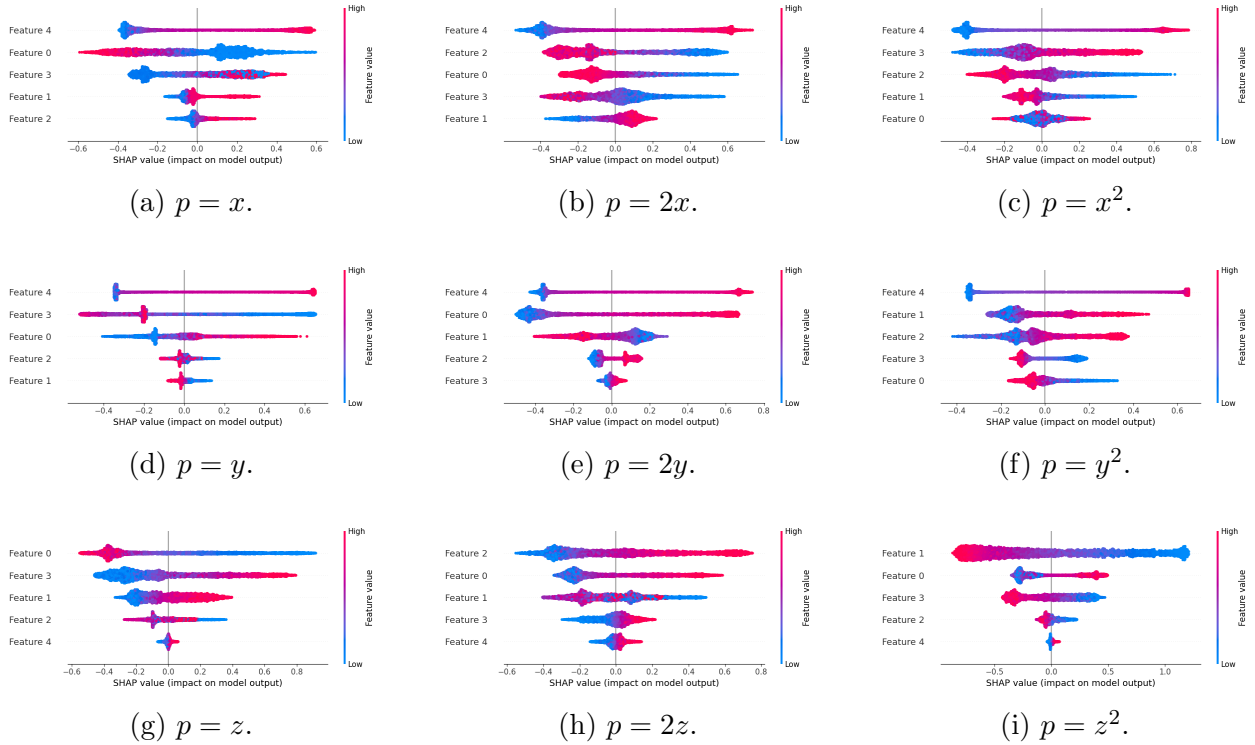 High
Feature 4
Feature 0
Feature 3
Feature 1
Feature 2
Feature value
Low
−0.6 −0.4 −0.2 0.0 0.2 0.4 0.6
SHAP value (impact on model output)
(a) p = x.
High
Feature 4
Feature 2
Feature 0
Feature 3
Feature 1
Feature value
Low
−0.6 −0.4 −0.2 0.0 0.2 0.4 0.6 0.8
SHAP value (impact on model output)
(b) p = 2x.
High
Feature 4
Feature 3
Feature 2
Feature 1
Feature 0
Feature value
Low
−0.4 −0.2 0.0 0.2 0.4 0.6 0.8
SHAP value (impact on model output)
(c) p = x².
High
Feature 4
Feature 3
Feature 0
Feature 2
Feature 1
Feature value
Low
−0.4 −0.2 0.0 0.2 0.4 0.6
SHAP value (impact on model output)
(d) p = y.
High
Feature 4
Feature 0
Feature 1
Feature 2
Feature 3
Feature value
Low
−0.4 −0.2 0.0 0.2 0.4 0.6 0.8
SHAP value (impact on model output)
(e) p = 2y.
High
Feature 4
Feature 1
Feature 2
Feature 3
Feature 0
Feature value
Low
−0.4 −0.2 0.0 0.2 0.4 0.6
SHAP value (impact on model output)
(f) p = y².
High
Feature 0
Feature 3
Feature 1
Feature 2
Feature 4
Feature value
Low
−0.6 −0.4 −0.2 0.0 0.2 0.4 0.6 0.8
SHAP value (impact on model output)
(g) p = z.
High
Feature 2
Feature 0
Feature 1
Feature 3
Feature 4
Feature value
Low
−0.6 −0.4 −0.2 0.0 0.2 0.4 0.6 0.8
SHAP value (impact on model output)
(h) p = 2z.
High
Feature 1
Feature 0
Feature 3
Feature 2
Feature 4
Feature value
Low
−0.5 0.0 0.5 1.0
SHAP value (impact on model output)
(i) p = z².